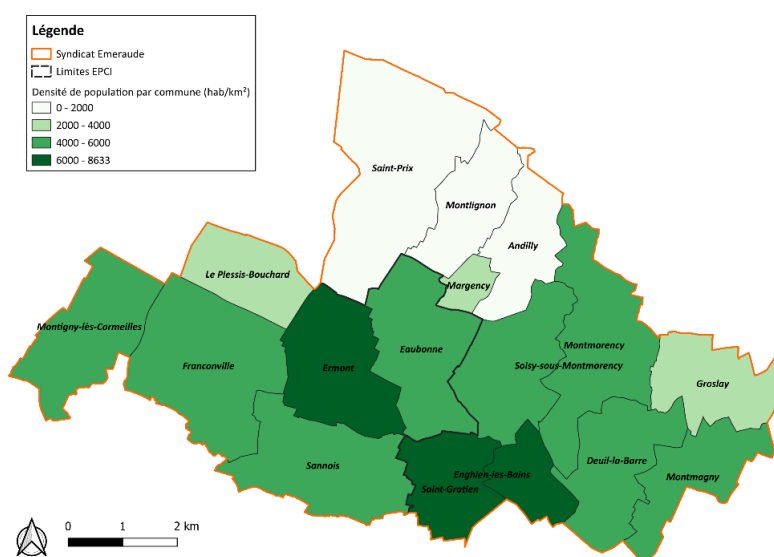 Légende
Syndicat Emeraude
Limites EPCI
Densité de population par commune (hab/km²)
0 - 2000
2000 - 4000
4000 - 6000
6000 - 8633
Saint-Prix
Montlignon
Andilly
Le Plessis-Bouchard
Margency
Montigny-lès-Cormeilles
Montmorency
Eaubonne
Franconville
Ermont
Soisy-sous-Montmorency
Groslay
Sannois
Deuil-la-Barre
Enghien-les-Bains
Montmagny
Saint-Gratien
0 1 2 km